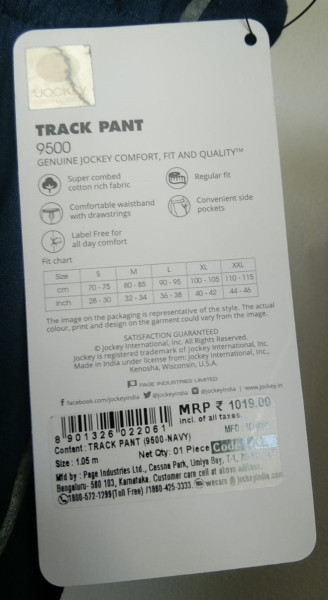 JOCKEY
TRACK PANT
9500
GENUINE JOCKEY COMFORT, FIT AND QUALITY™
Super combed
cotton rich fabric
Regular fit
Comfortable waistband
with drawstrings
Convenient side
pockets
Label Free for
all day comfort
Fit chart
Size S M L XL XXL
cm 70 - 75 80 - 85 90 - 95 100 - 105 110 - 115
inch 28 - 30 32 - 34 36 - 38 40 - 42 44 - 46
The image on the packaging is representative of the style. The actual
colour, print and design on the garment could vary from the image.
SATISFACTION GUARANTEED
© Jockey International, Inc. All Rights Reserved.
Jockey is registered trademark of Jockey International, Inc.,
Made in India under license from: Jockey International, Inc.,
Kenosha, Wisconsin, U.S.A.
PAGE INDUSTRIES LIMITED
facebook.com/jockeyindia @jockeyindia @jockeyindia | www.jockey.in
8 901326 022061
MRP ₹ 1019.00
incl. of all taxes
MFD
Content: TRACK PANT (9500-NAVY)
Net Qty: 01 Piece Code
Size : 1.05 m
Mfd by : Page Industries Ltd., Cessna Park, Umiya Bay, T-1,
Bengaluru- 560 103, Karnataka. Customer care cell at above address.
1800-572-1299(Toll Free) /1860-425-3333. wecare @ jockeyindia.com